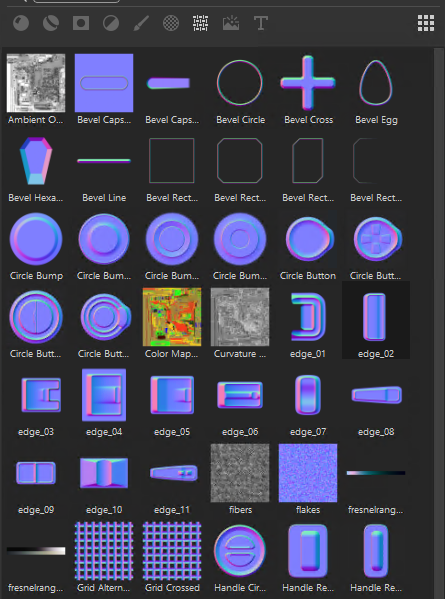 Ambient O...
Bevel Caps...
Bevel Caps...
Bevel Circle
Bevel Cross
Bevel Egg
Bevel Hexa...
Bevel Line
Bevel Rect...
Bevel Rect...
Bevel Rect...
Bevel Rect...
Circle Bump
Circle Bum...
Circle Bum...
Circle Bum...
Circle Button
Circle Butt...
Circle Butt...
Circle Butt...
Color Map...
Curvature ...
edge_01
edge_02
edge_03
edge_04
edge_05
edge_06
edge_07
edge_08
edge_09
edge_10
edge_11
fibers
flakes
fresnelrang...
fresnelrang...
Grid Altern...
Grid Crossed
Handle Cir...
Handle Re...
Handle Re...